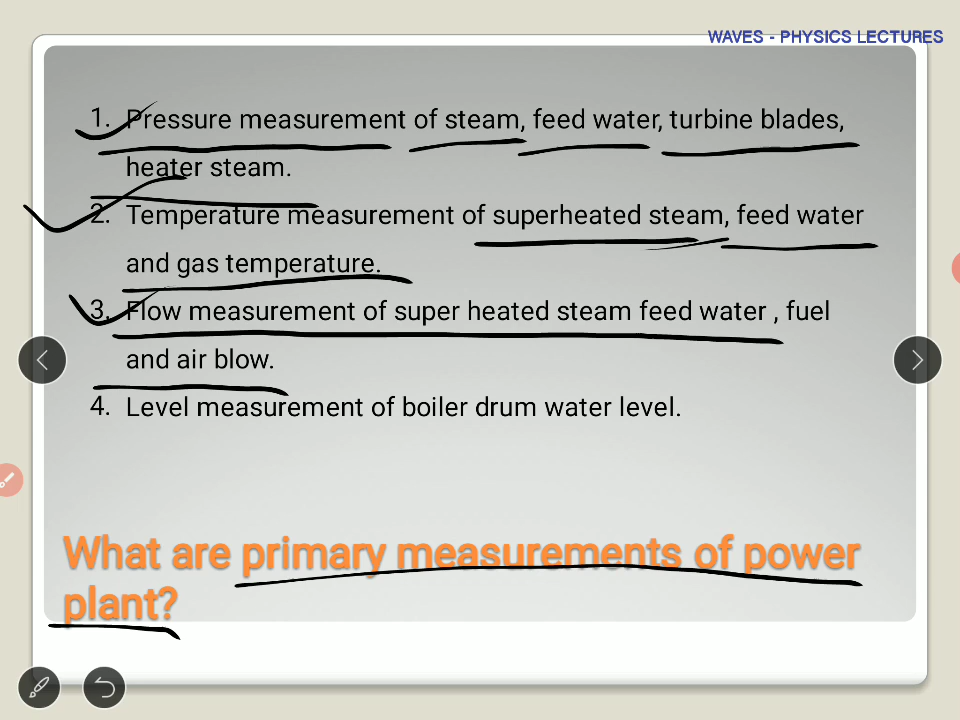 WAVES - PHYSICS LECTURES
1. Pressure measurement of steam, feed water, turbine blades,
heater steam.
2. Temperature measurement of superheated steam, feed water
and gas temperature.
3. Flow measurement of super heated steam feed water , fuel
and air blow.
4. Level measurement of boiler drum water level.
What are primary measurements of power
plant?